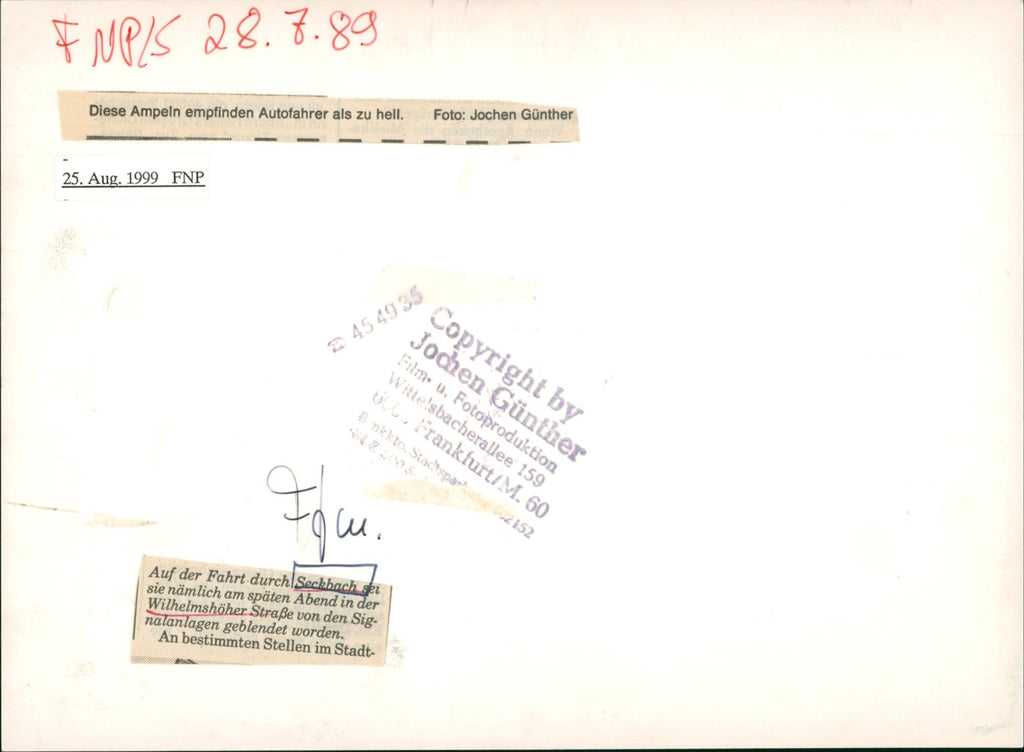 FNP/S 28.7.89
Diese Ampeln empfinden Autofahrer als zu hell. Foto: Jochen Günther
25. Aug. 1999 FNP
45 49 35
Copyright by
Jochen Günther
Film- u. Fotoproduktion
Wittelsbacherallee 159
Frankfurt/M. 60
Ffm.
Auf der Fahrt durch Seckbach sei
sie nämlich am späten Abend in der
Wilhelmshöher Straße von den Sig-
nalanlagen geblendet worden.
An bestimmten Stellen im Stadt-